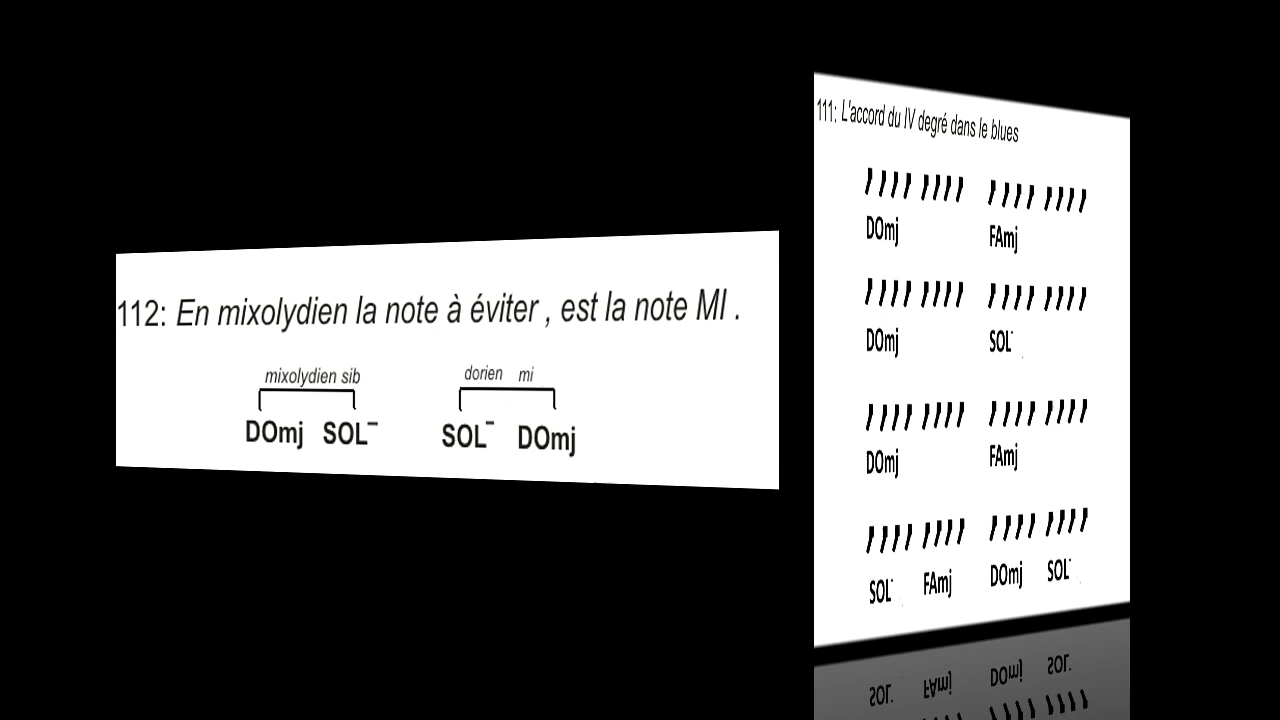 112: En mixolydien la note à éviter , est la note MI .
mixolydien sib dorien mi
DOmj SOL- SOL- DOmj
111: L'accord du IV degré dans le blues
DOmj FAmj
DOmj SOL-
DOmj FAmj
SOL- FAmj DOmj SOL-